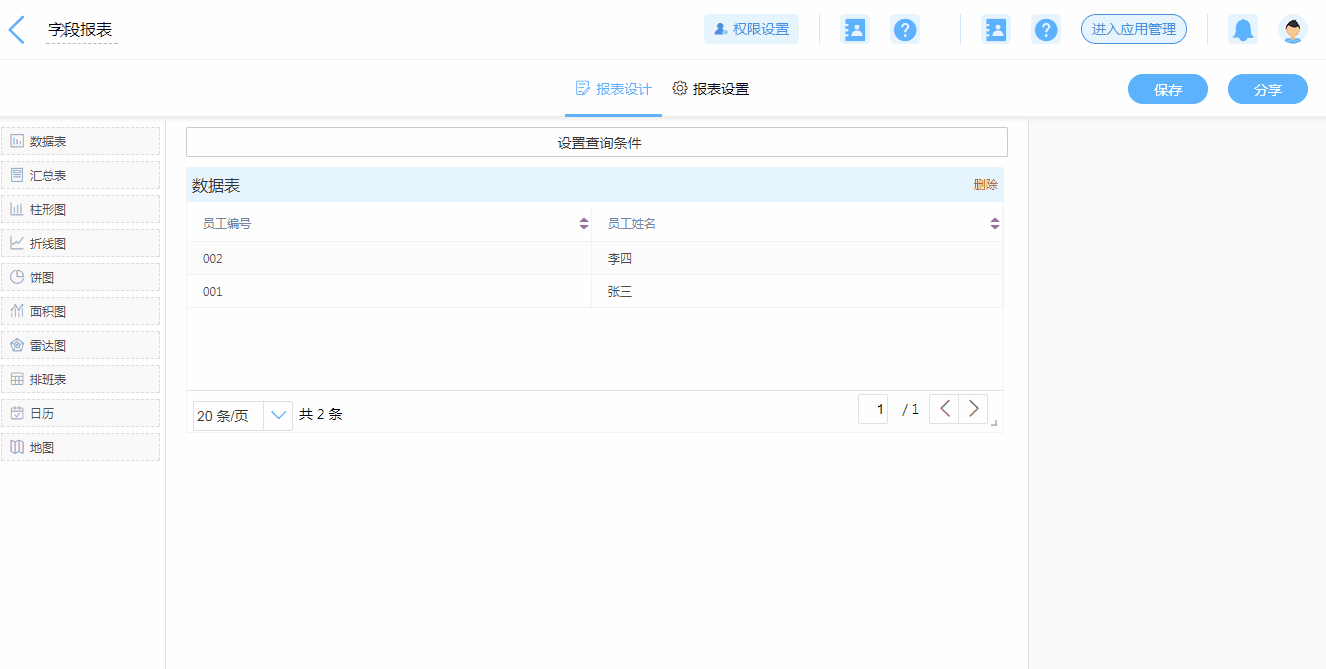 字段报表
权限设置
进入应用管理
报表设计
报表设置
保存
分享
数据表
汇总表
柱形图
折线图
饼图
面积图
雷达图
排班表
日历
地图
设置查询条件
数据表 删除
员工编号 员工姓名
002 李四
001 张三
20 条/页 共 2 条 1 / 1